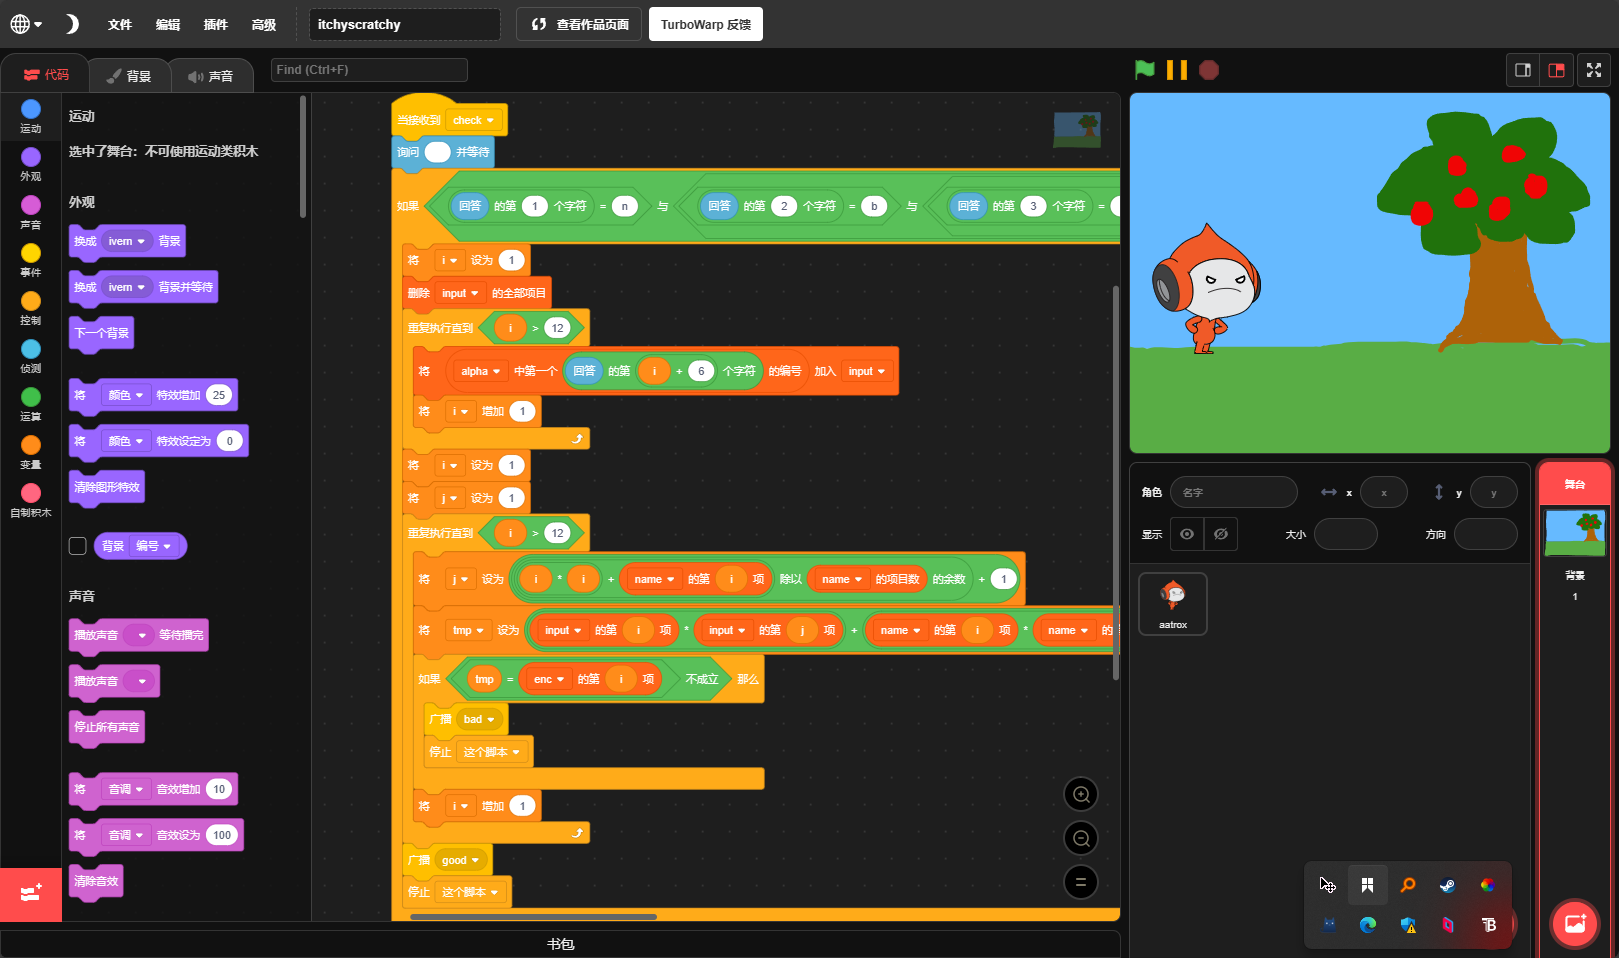 文件 编辑 插件 高级 itchyscratchy 查看作品页面 TurboWarp 反馈
代码 背景 声音 Find (Ctrl+F)
运动
外观
声音
事件
控制
侦测
运算
变量
自制积木
运动
选中了舞台：不可使用运动类积木
外观
换成 ivem 背景
换成 ivem 背景并等待
下一个背景
将 颜色 特效增加 25
将 颜色 特效设定为 0
清除图形特效
背景 编号
声音
播放声音 等待播完
播放声音
停止所有声音
将 音调 音效增加 10
将 音调 音效设为 100
清除音效
当接收到 check
询问 并等待
如果 回答 的第 1 个字符 = n 与 回答 的第 2 个字符 = b 与 回答 的第 3 个字符 =
将 i 设为 1
删除 input 的全部项目
重复执行直到 i > 12
将 alpha 中第一个 回答 的第 i + 6 个字符 的编号 加入 input
将 i 增加 1
将 i 设为 1
将 j 设为 1
重复执行直到 i > 12
将 j 设为 i * i + name 的第 i 项 除以 name 的项目数 的余数 + 1
将 tmp 设为 input 的第 i 项 * input 的第 j 项 + name 的第 i 项 * name 的
如果 tmp = enc 的第 i 项 不成立 那么
广播 bad
停止 这个脚本
将 i 增加 1
广播 good
停止 这个脚本
书包
角色 名字 x x y y
显示 大小 方向
aatrox
舞台
背景
1